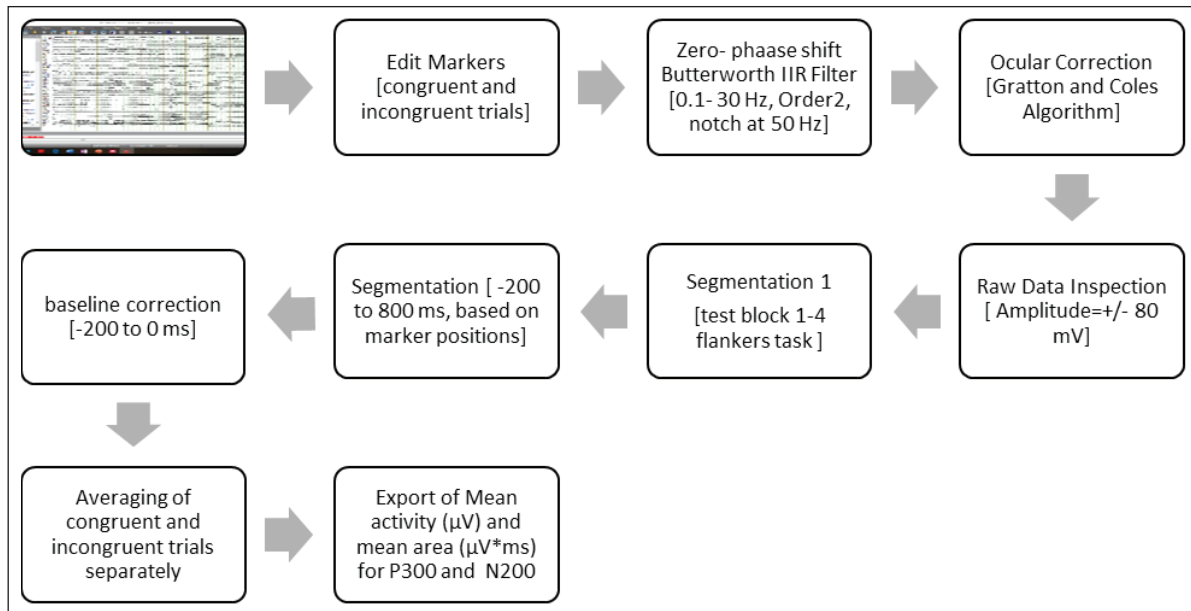 Edit Markers
[congruent and
incongruent trials]
Zero- phaase shift
Butterworth IIR Filter
[0.1- 30 Hz, Order2,
notch at 50 Hz]
Ocular Correction
[Gratton and Coles
Algorithm]
Raw Data Inspection
[ Amplitude=+/- 80
mV]
Segmentation 1
[test block 1-4
flankers task ]
Segmentation [ -200
to 800 ms, based on
marker positions]
baseline correction
[-200 to 0 ms]
Averaging of
congruent and
incongruent trials
separately
Export of Mean
activity (µV) and
mean area (µV*ms)
for P300 and N200